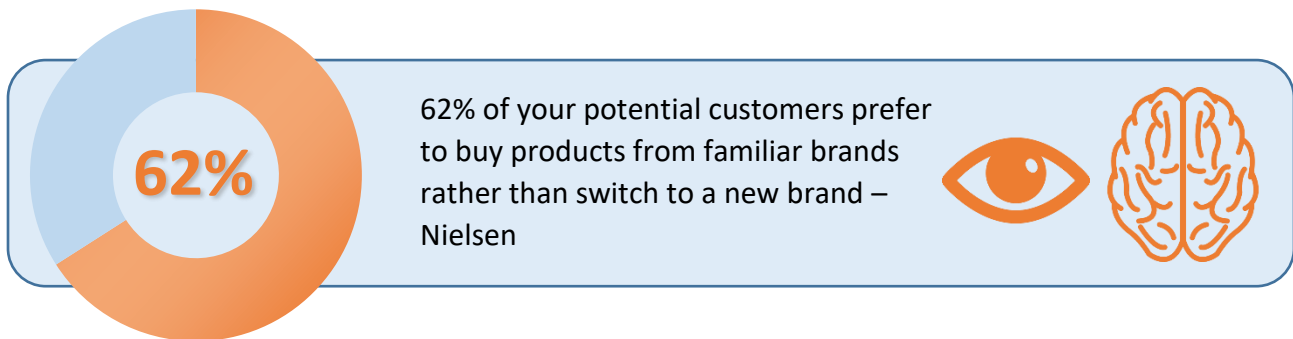 62%
62% of your potential customers prefer
to buy products from familiar brands
rather than switch to a new brand –
Nielsen